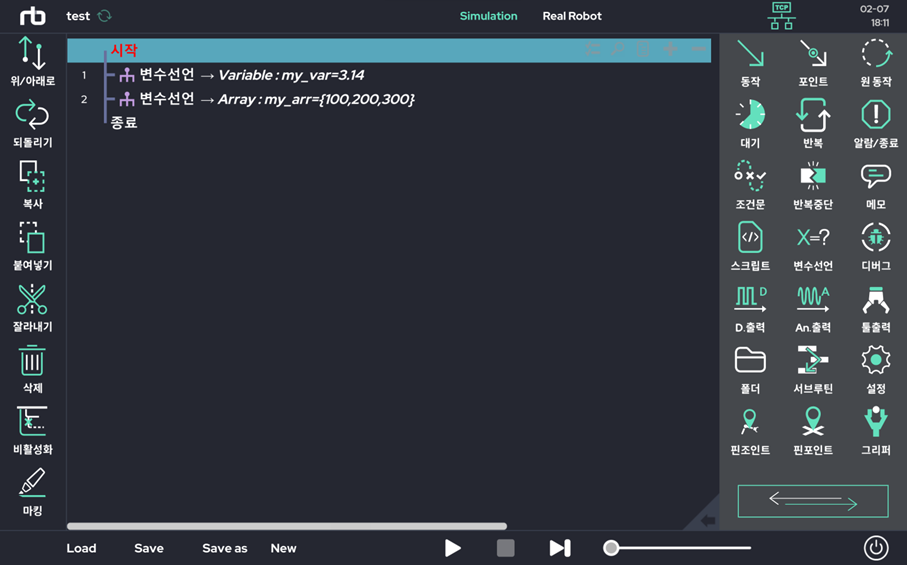 rb test Simulation Real Robot TCP 02-07
18:11
위/아래로
되돌리기
복사
붙여넣기
잘라내기
삭제
비활성화
마킹
시작
1 변수선언 → Variable : my_var=3.14
2 변수선언 → Array : my_arr={100,200,300}
종료
동작 포인트 원 동작
대기 반복 알람/종료
조건문 반복중단 메모
스크립트 X=? 변수선언 디버그
D D.출력 A An.출력 툴출력
폴더 서브루틴 설정
핀조인트 핀포인트 그리퍼
Load Save Save as New